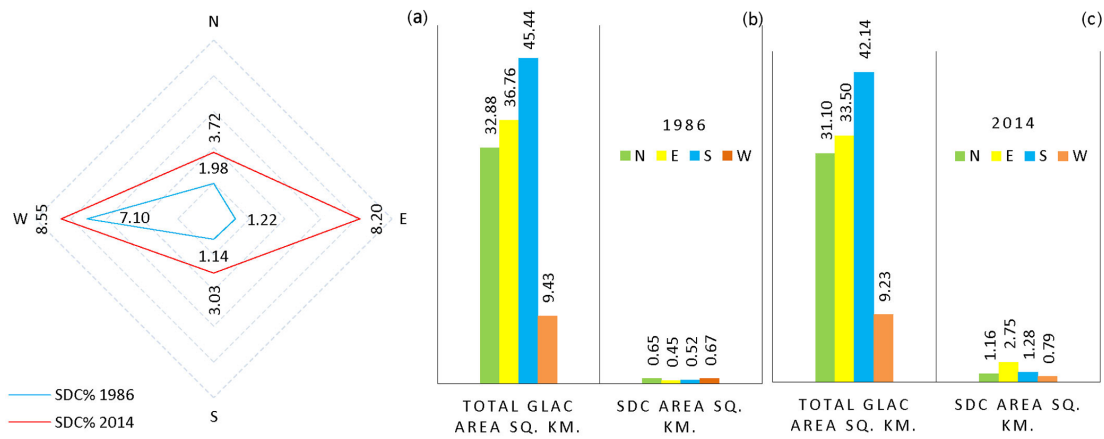 (a)
N
3.72
1.98
W
8.55
7.10
1.22
8.20
E
1.14
3.03
S
SDC% 1986
SDC% 2014
(b)
32.88
36.76
45.44
9.43
1986
N E S W
0.65
0.45
0.52
0.67
TOTAL GLAC
AREA SQ. KM.
SDC AREA SQ.
KM.
(c)
31.10
33.50
42.14
9.23
2014
N E S W
1.16
2.75
1.28
0.79
TOTAL GLAC
AREA SQ. KM.
SDC AREA SQ.
KM.